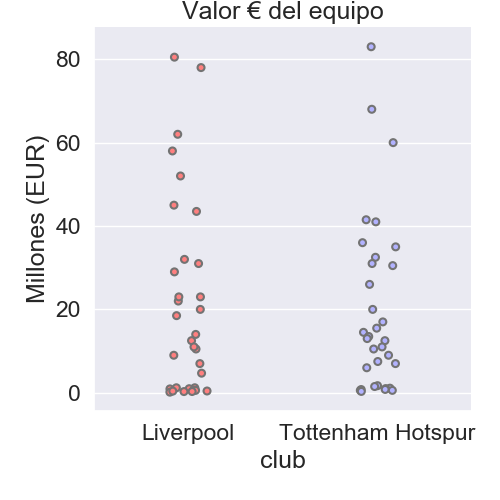 Valor € del equipo
80
60
40
20
0
Millones (EUR)
Liverpool
Tottenham Hotspur
club